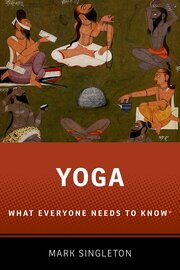 YOGA
WHAT EVERYONE NEEDS TO KNOW®
MARK SINGLETON